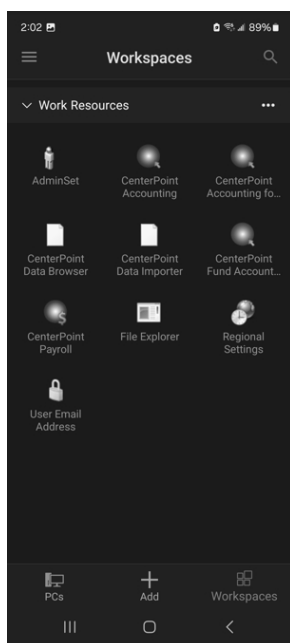 2:02 89%
Workspaces
Work Resources
AdminSet
CenterPoint
Accounting
CenterPoint
Accounting fo...
CenterPoint
Data Browser
CenterPoint
Data Importer
CenterPoint
Fund Account...
CenterPoint
Payroll
File Explorer
Regional
Settings
User Email
Address
PCs
Add
Workspaces